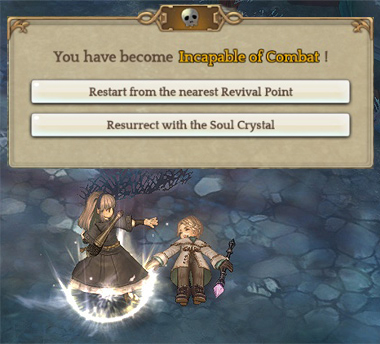 You have become Incapable of Combat !
Restart from the nearest Revival Point
Resurrect with the Soul Crystal